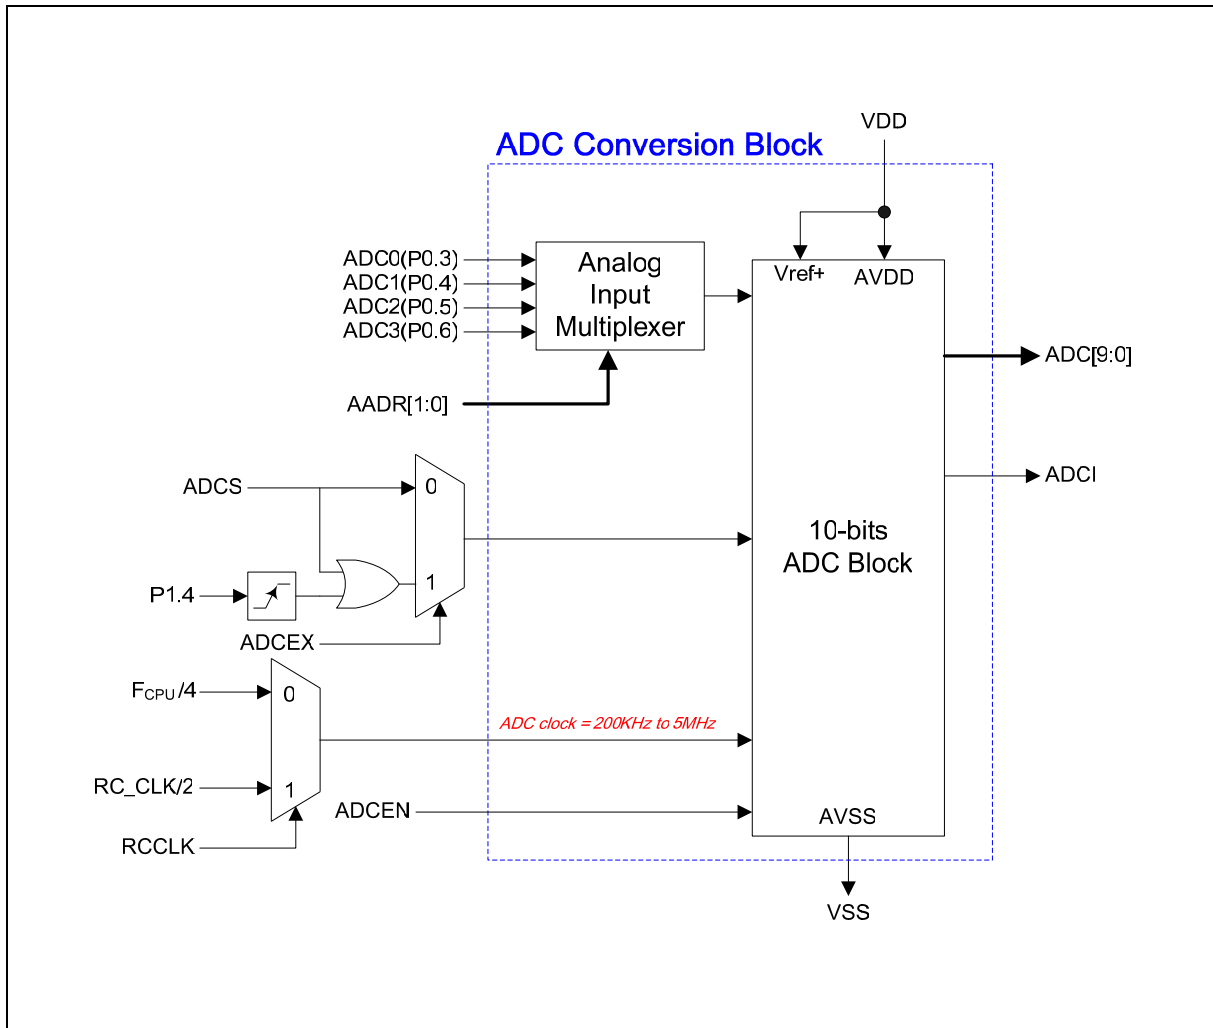 VDD
ADC Conversion Block
ADC0(P0.3)
ADC1(P0.4)
ADC2(P0.5)
ADC3(P0.6)
Analog
Input
Multiplexer
Vref+
AVDD
ADC[9:0]
AADR[1:0]
ADCS
0
ADCI
10-bits
ADC Block
1
P1.4
ADCEX
FCPU/4
0
ADC clock = 200KHz to 5MHz
RC_CLK/2
1
ADCEN
AVSS
RCCLK
VSS